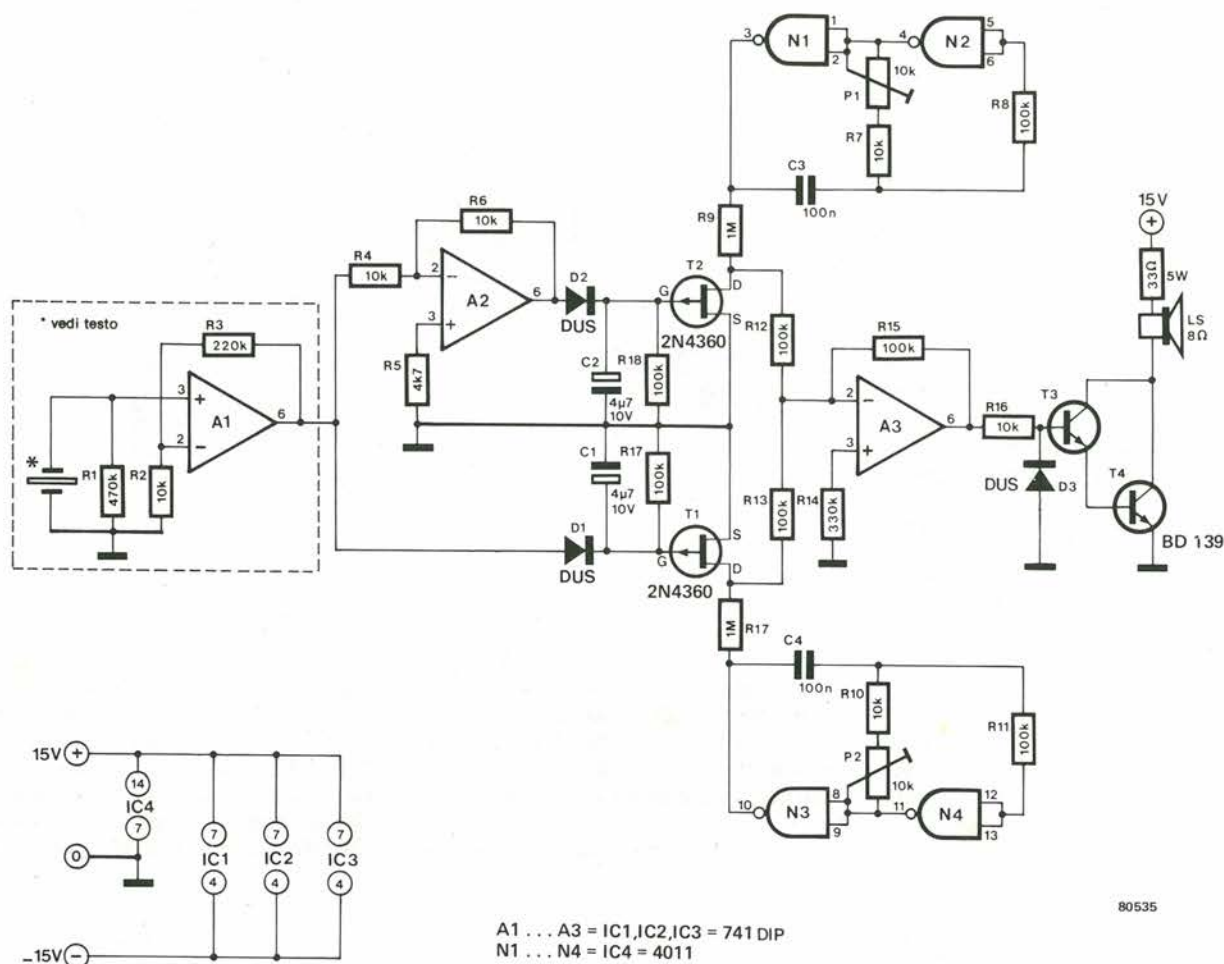 3
N1
1
2
4
N2
5
6
10k
P1
R8
100k
R7
10k
C3
100n
R9
1M
15V
+
33Ω
5W
LS
8Ω
R6
10k
R4
10k
2
−
A2
6
3
+
R5
4k7
D2
DUS
T2
G
D
S
2N4360
C2
4µ7
10V
R18
100k
R12
100k
R15
100k
* vedi testo
R3
220k
3
+
A1
6
2
−
*
R1
470k
R2
10k
C1
4µ7
10V
R17
100k
R13
100k
2
−
A3
6
3
+
R14
330k
R16
10k
T3
DUS
D3
T4
BD 139
D1
DUS
T1
G
S
D
2N4360
1M
R17
C4
100n
R10
10k
P2
10k
R11
100k
10
N3
8
9
11
N4
12
13
15V +
14
IC4
7
0
7
IC1
4
7
IC2
4
7
IC3
4
−15V −
80535
A1 ... A3 = IC1,IC2,IC3 = 741 DIP
N1 ... N4 = IC4 = 4011